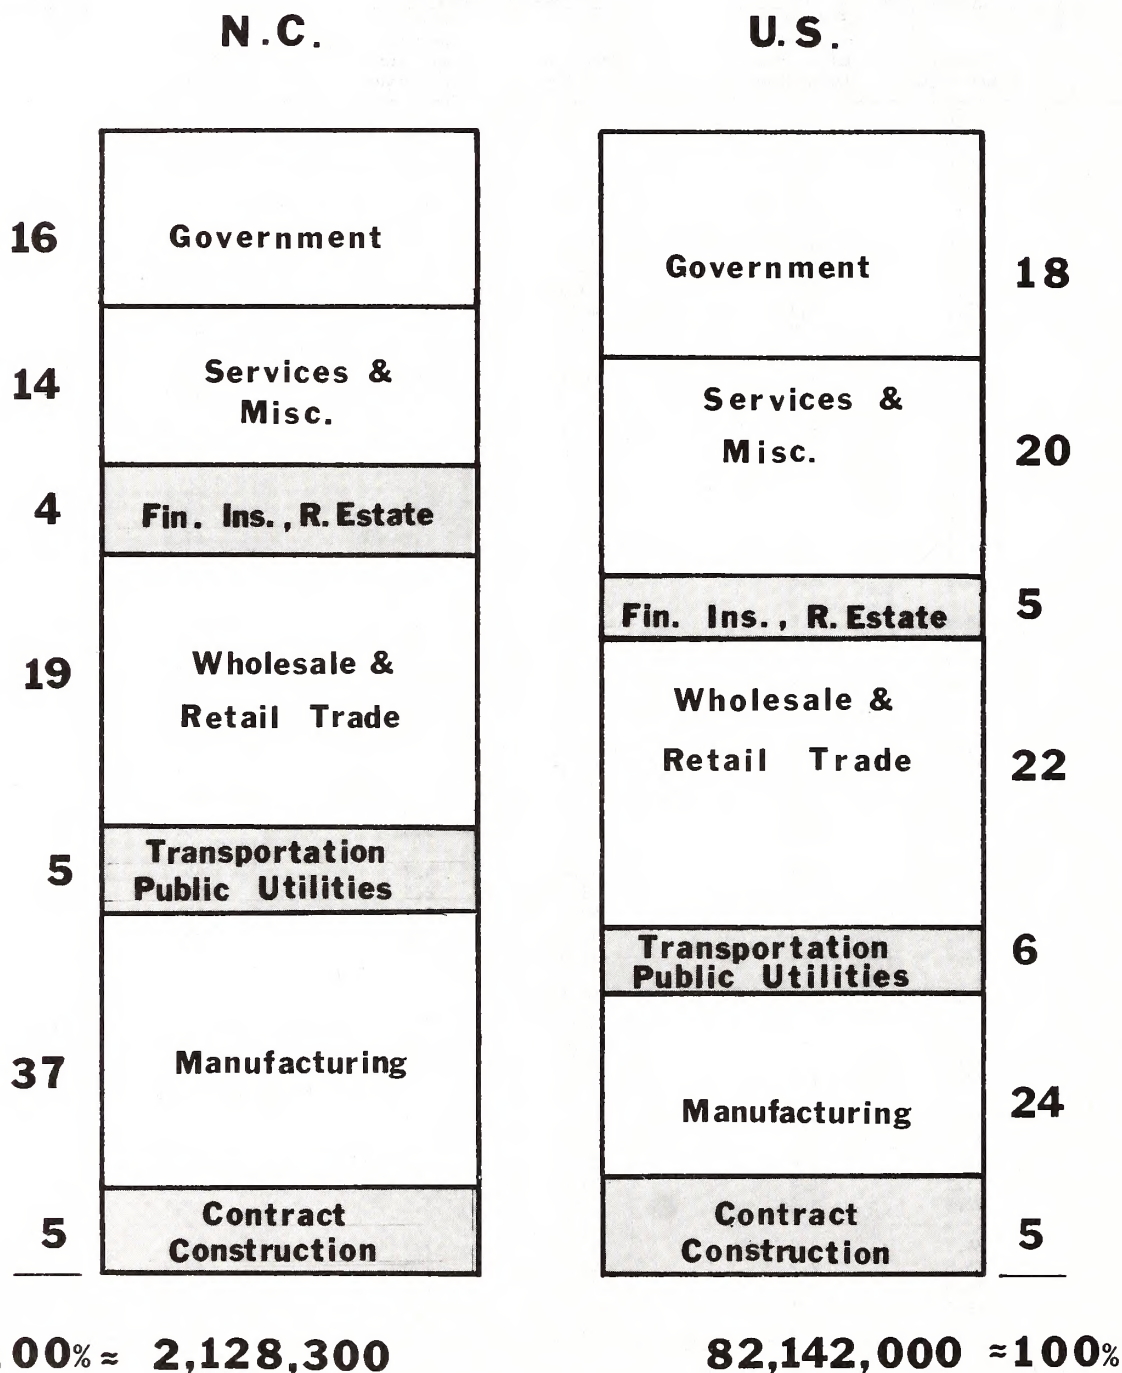 N.C.
U.S.
16
Government
14
Services &
Misc.
4
Fin. Ins., R. Estate
19
Wholesale &
Retail Trade
5
Transportation
Public Utilities
37
Manufacturing
5
Contract
Construction
00% ≈ 2,128,300
Government
18
Services &
Misc.
20
Fin. Ins., R. Estate
5
Wholesale &
Retail Trade
22
Transportation
Public Utilities
6
Manufacturing
24
Contract
Construction
5
82,142,000 ≈100%